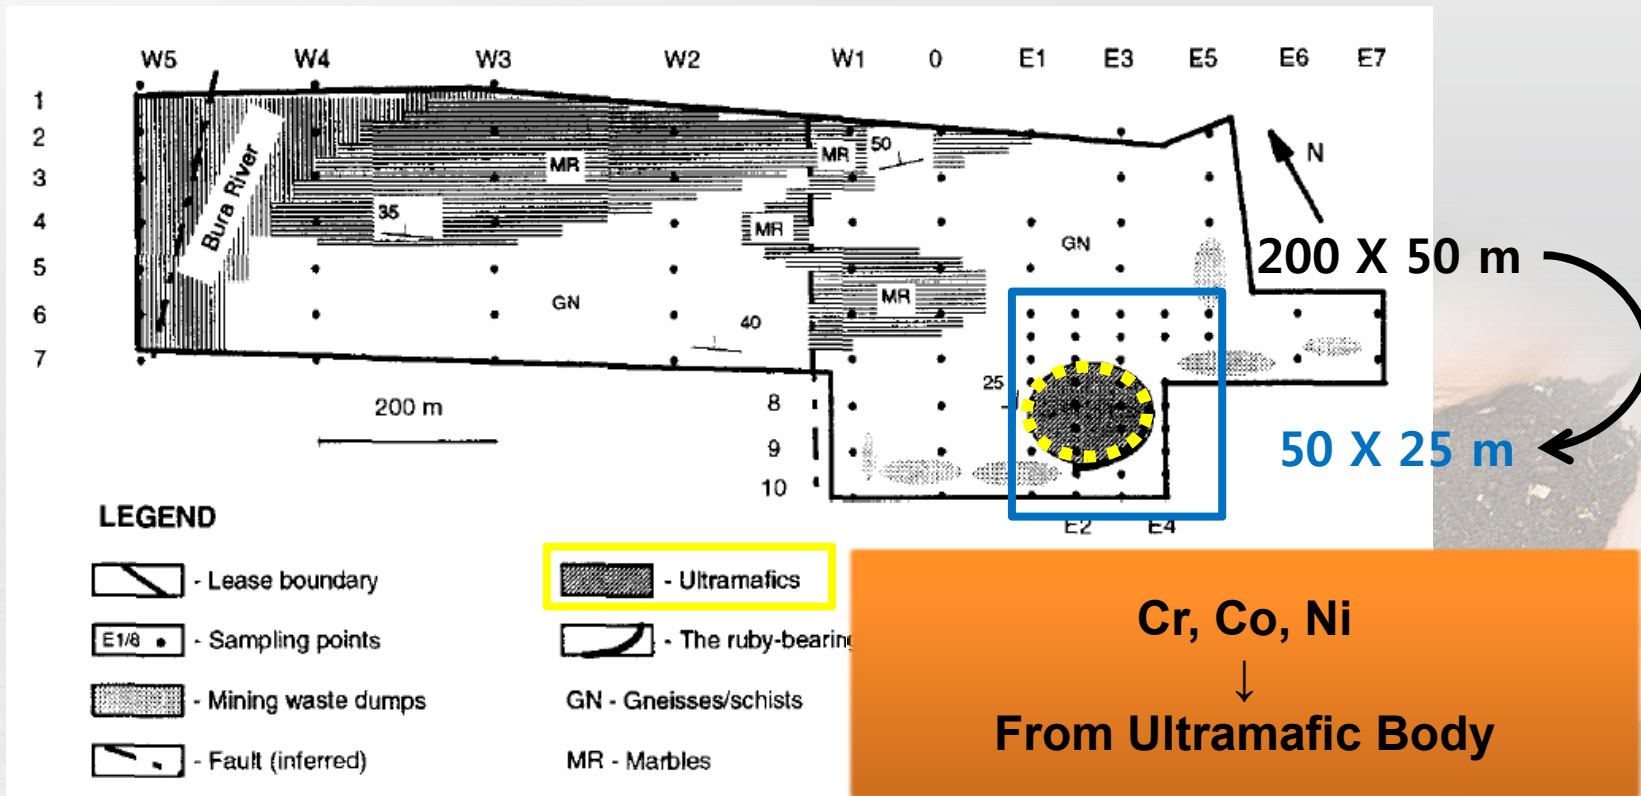 W5 W4 W3 W2 W1 0 E1 E3 E5 E6 E7
1
2
3
4
5
6
7
8
9
10
Bura River
MR
MR
MR
MR
50
35
40
25
GN
GN
N
200 X 50 m
50 X 25 m
200 m
E2 E4
LEGEND
- Lease boundary
E1/8 - Sampling points
- Mining waste dumps
- Fault (inferred)
- Ultramafics
- The ruby-bearing
GN - Gneisses/schists
MR - Marbles
Cr, Co, Ni
↓
From Ultramafic Body